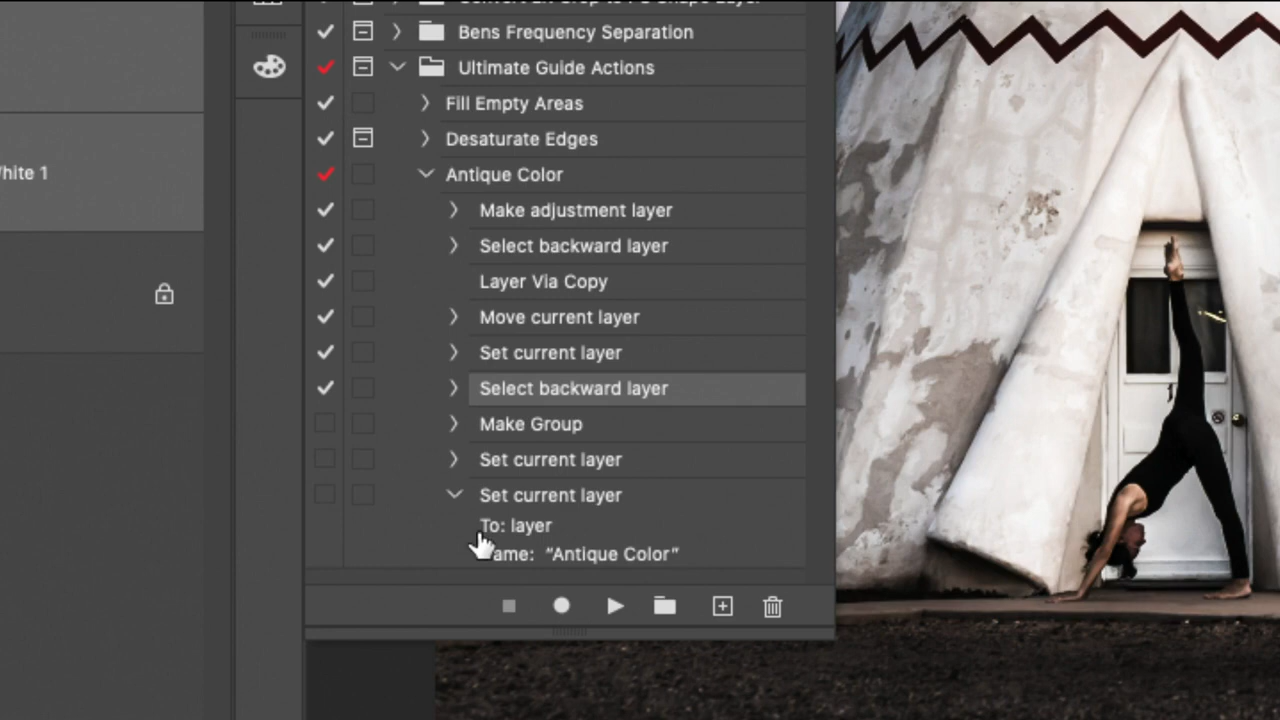 Bens Frequency Separation
Ultimate Guide Actions
Fill Empty Areas
Desaturate Edges
hite 1
Antique Color
Make adjustment layer
Select backward layer
Layer Via Copy
Move current layer
Set current layer
Select backward layer
Make Group
Set current layer
Set current layer
To: layer
ame: “Antique Color”